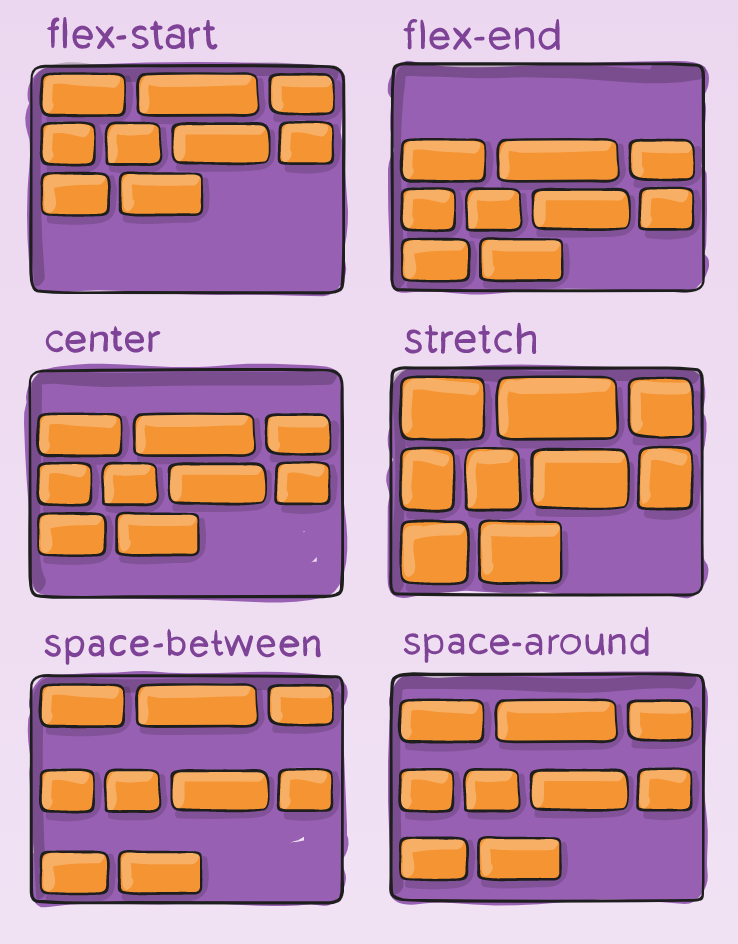 flex-start
flex-end
center
stretch
space-between
space-around